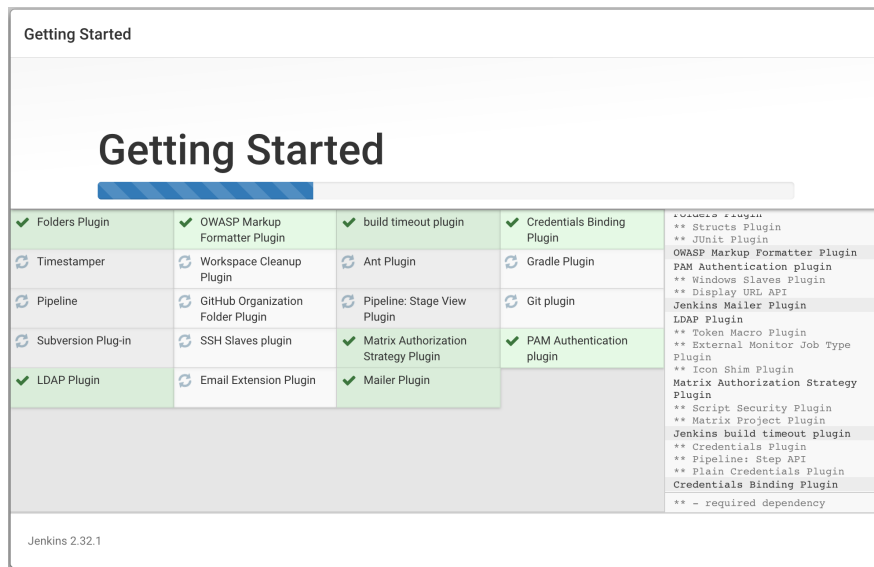 Getting Started
Getting Started
Folders Plugin
OWASP Markup
Formatter Plugin
build timeout plugin
Credentials Binding
Plugin
Timestamper
Workspace Cleanup
Plugin
Ant Plugin
Gradle Plugin
Pipeline
GitHub Organization
Folder Plugin
Pipeline: Stage View
Plugin
Git plugin
Subversion Plug-in
SSH Slaves plugin
Matrix Authorization
Strategy Plugin
PAM Authentication
plugin
LDAP Plugin
Email Extension Plugin
Mailer Plugin
Folders Plugin
** Structs Plugin
** JUnit Plugin
OWASP Markup Formatter Plugin
PAM Authentication plugin
** Windows Slaves Plugin
** Display URL API
Jenkins Mailer Plugin
LDAP Plugin
** Token Macro Plugin
** External Monitor Job Type
Plugin
** Icon Shim Plugin
Matrix Authorization Strategy
Plugin
** Script Security Plugin
** Matrix Project Plugin
Jenkins build timeout plugin
** Credentials Plugin
** Pipeline: Step API
** Plain Credentials Plugin
Credentials Binding Plugin
** - required dependency
Jenkins 2.32.1